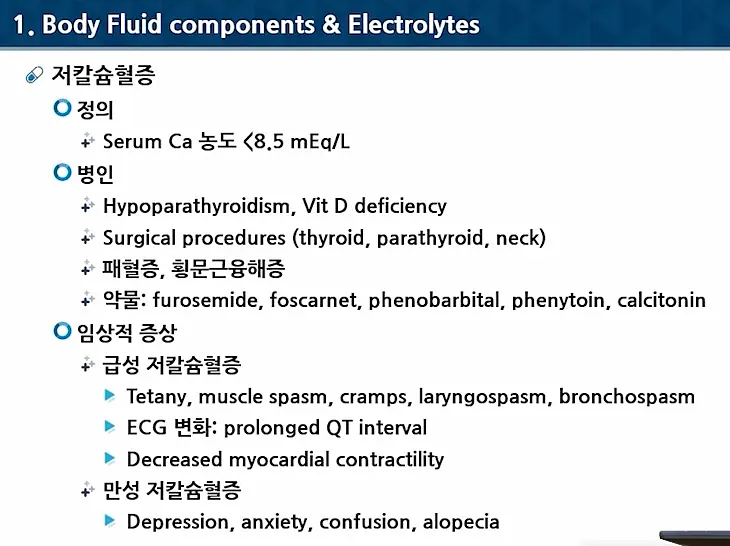 1. Body Fluid components & Electrolytes
저칼슘혈증
정의
Serum Ca 농도 <8.5 mEq/L
병인
Hypoparathyroidism, Vit D deficiency
Surgical procedures (thyroid, parathyroid, neck)
패혈증, 횡문근융해증
약물: furosemide, foscarnet, phenobarbital, phenytoin, calcitonin
임상적 증상
급성 저칼슘혈증
Tetany, muscle spasm, cramps, laryngospasm, bronchospasm
ECG 변화: prolonged QT interval
Decreased myocardial contractility
만성 저칼슘혈증
Depression, anxiety, confusion, alopecia